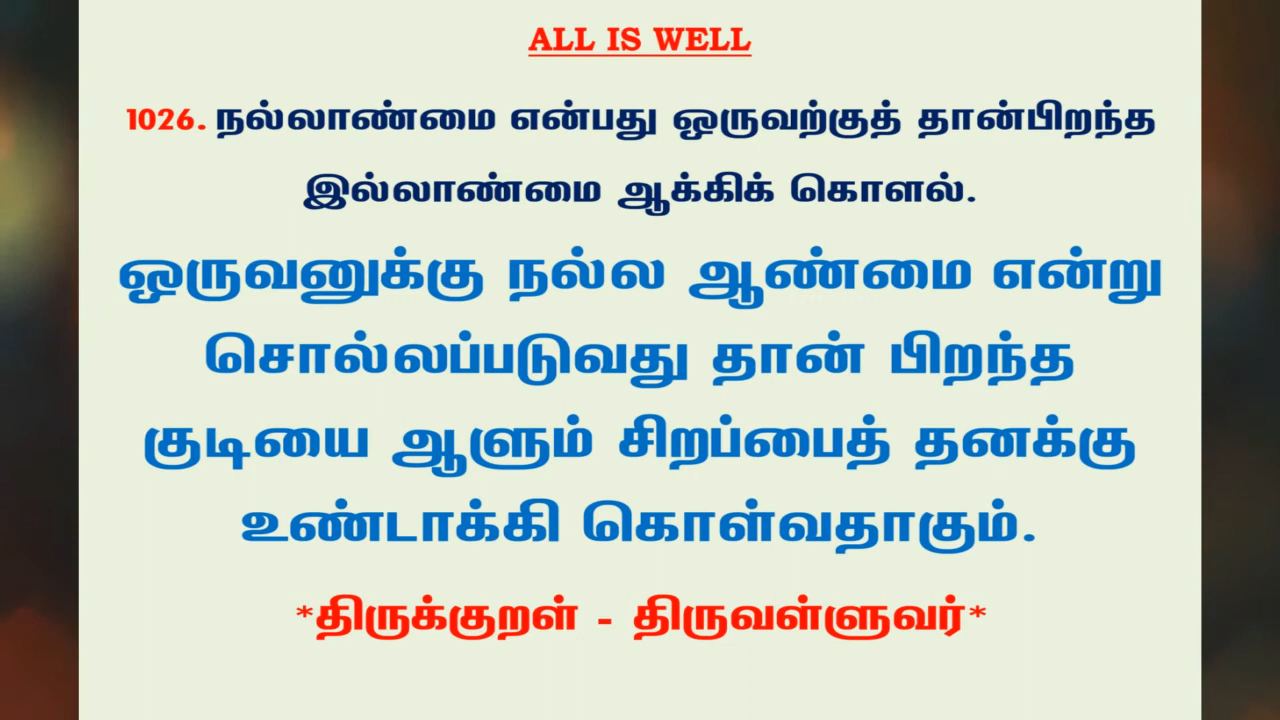 ALL IS WELL
1026. நல்லாண்மை என்பது ஒருவற்குத் தான்பிறந்த
இல்லாண்மை ஆக்கிக் கொளல்.
ஒருவனுக்கு நல்ல ஆண்மை என்று
சொல்லப்படுவது தான் பிறந்த
குடியை ஆளும் சிறப்பைத் தனக்கு
உண்டாக்கி கொள்வதாகும்.
*திருக்குறள் - திருவள்ளுவர்*